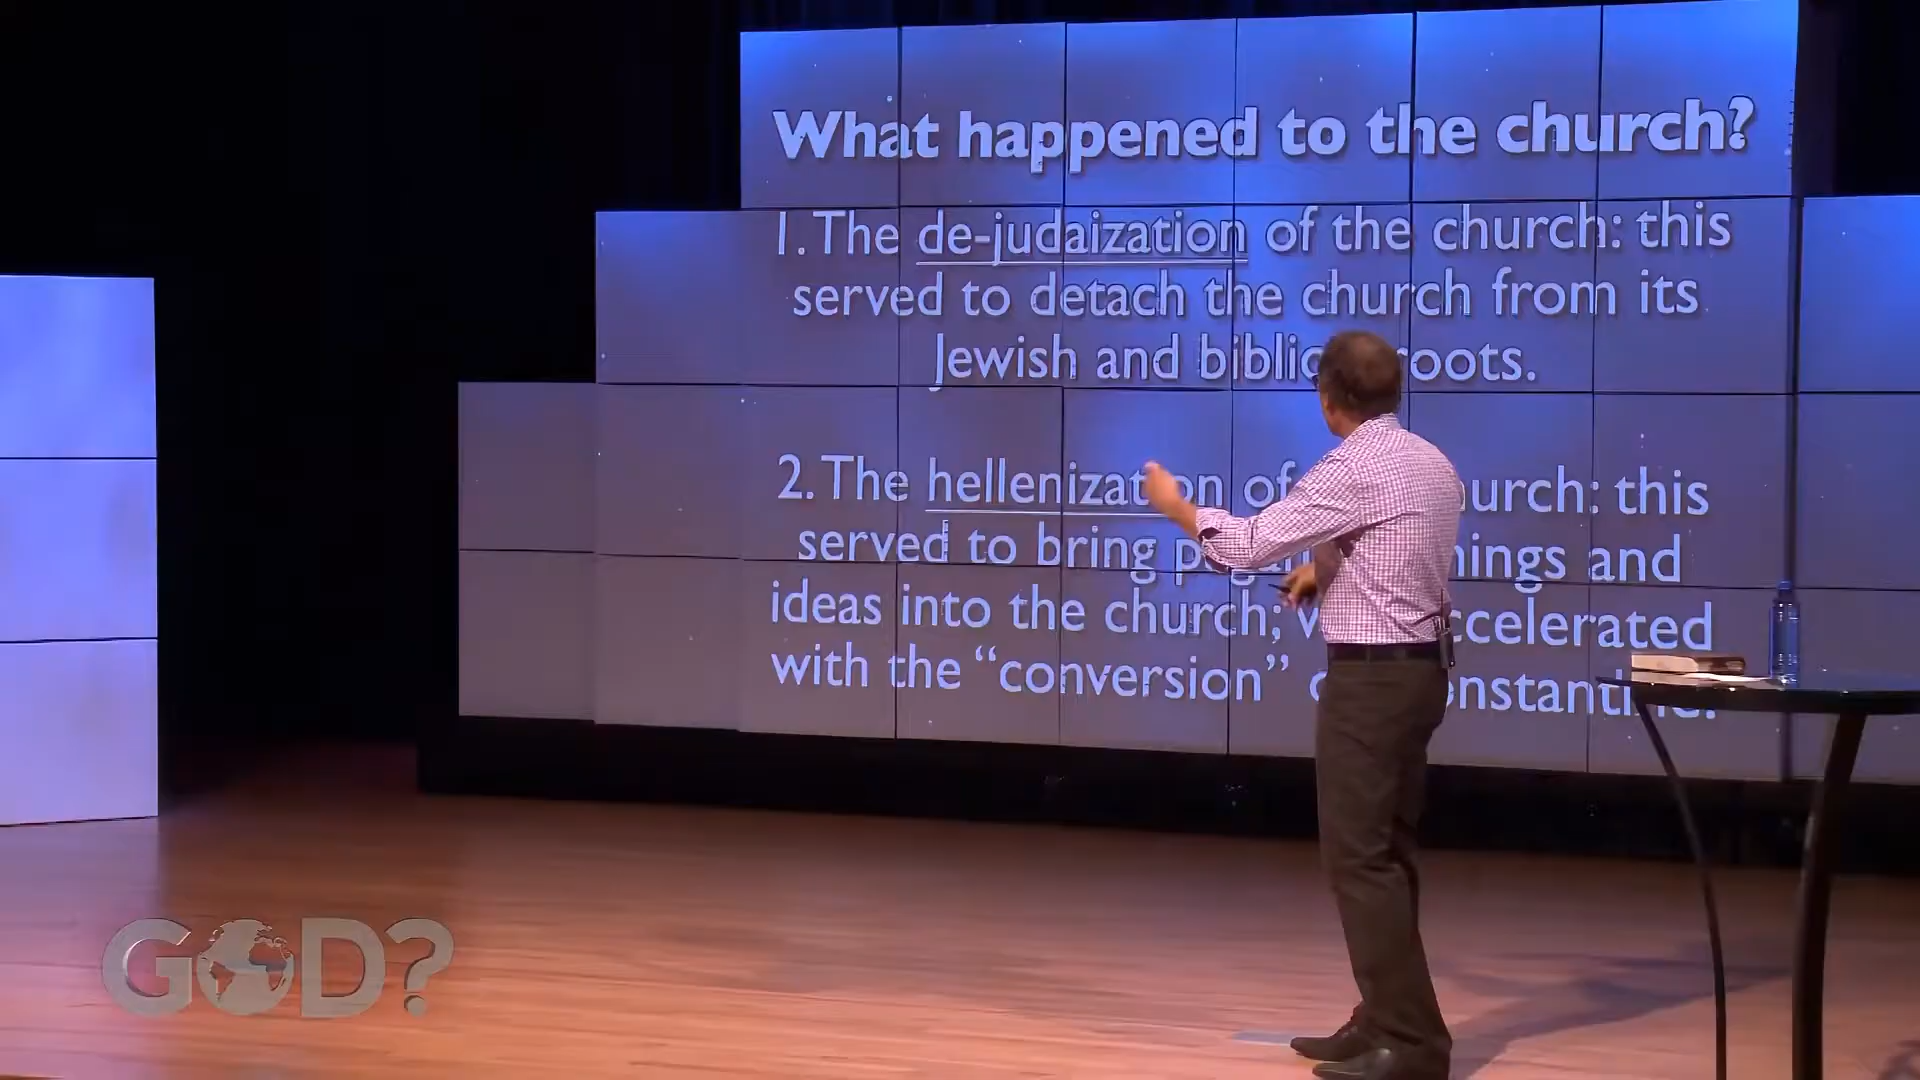 What happened to the church?
1. The de-judaization of the church: this
served to detach the church from its
Jewish and roots.
2. The hellenization of this
served to bring and
ideas into the church;
with the “conversion”
GOD?